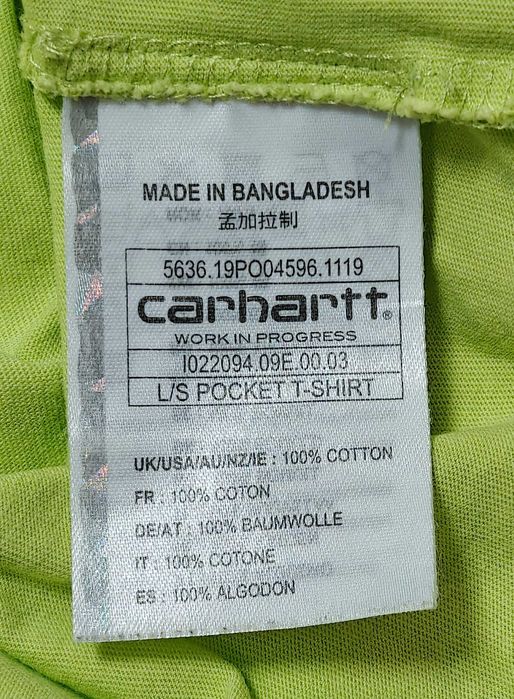 MADE IN BANGLADESH
孟加拉制
5636.19PO04596.1119
carhartt®
WORK IN PROGRESS
I022094.09E.00.03
L/S POCKET T-SHIRT
UK/USA/AU/NZ/IE : 100% COTTON
FR : 100% COTON
DE/AT : 100% BAUMWOLLE
IT : 100% COTONE
ES : 100% ALGODON